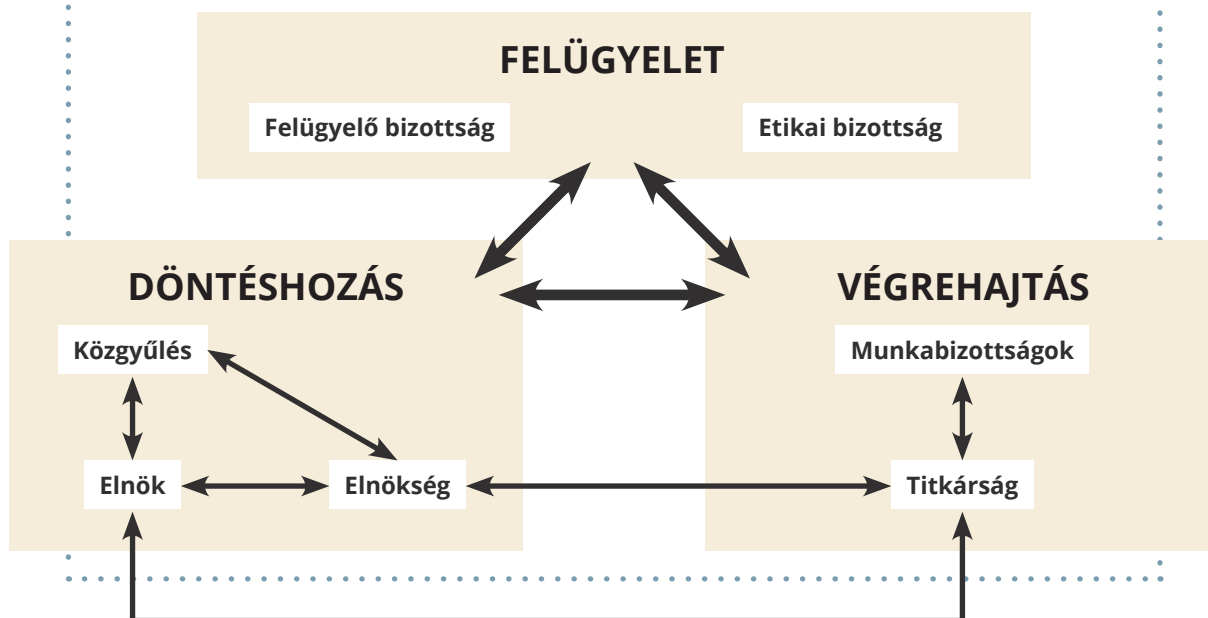 FELÜGYELET
Felügyelő bizottság
Etikai bizottság
DÖNTÉSHOZÁS
VÉGREHAJTÁS
Közgyűlés
Munkabizottságok
Elnök
Elnökség
Titkárság